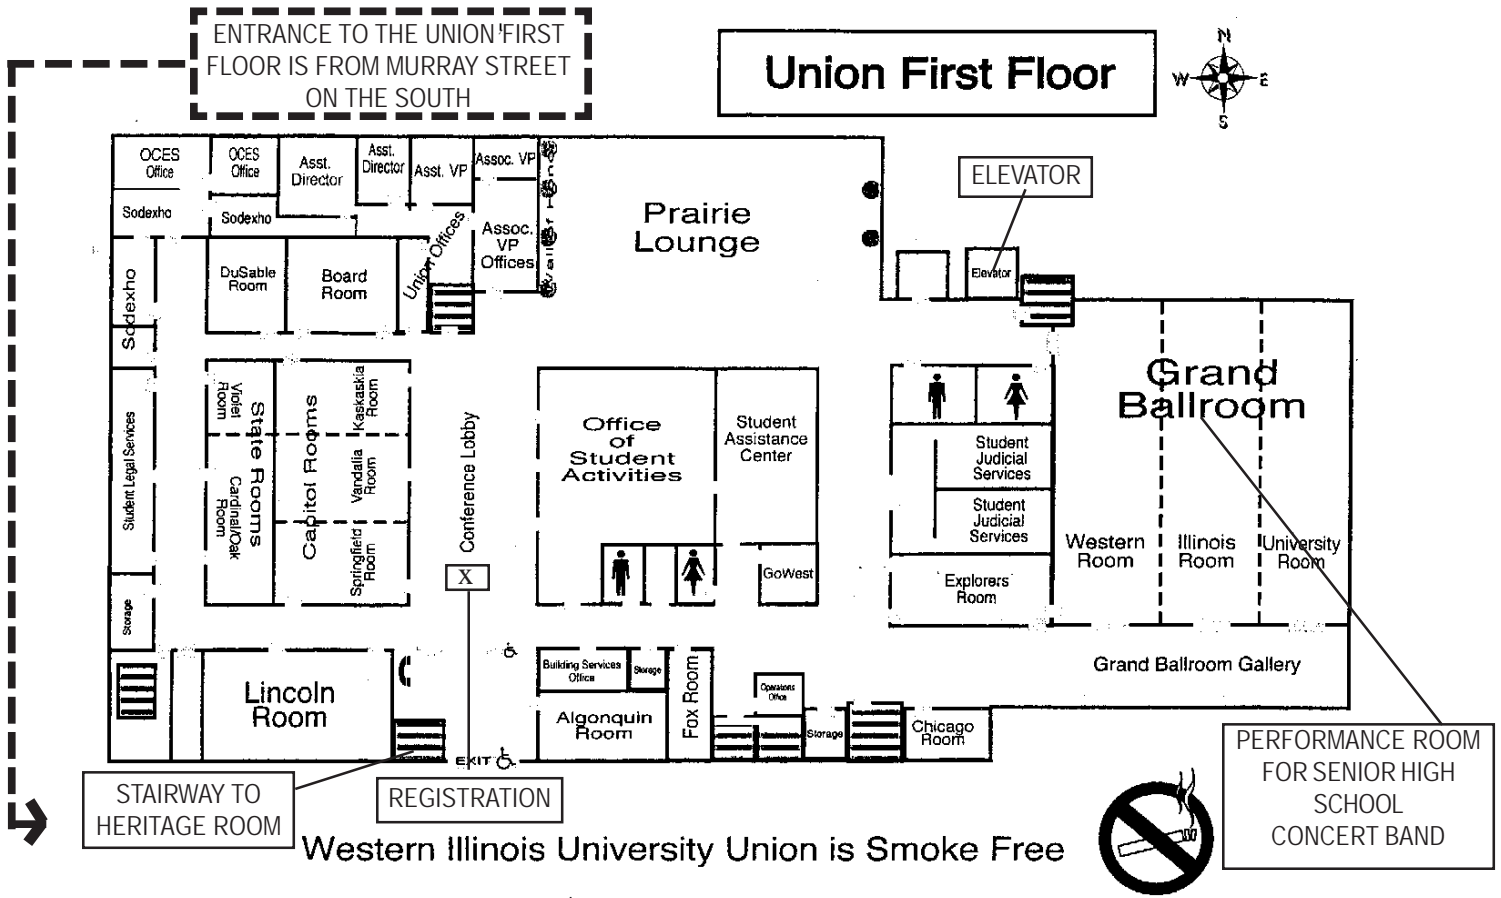 ENTRANCE TO THE UNION FIRST
FLOOR IS FROM MURRAY STREET
ON THE SOUTH
Union First Floor
N
W
E
S
OCES
Office
OCES
Office
Asst.
Director
Asst.
Director
Asst. VP
Assoc. VP
Sodexho
Sodexho
Union Offices
Assoc.
VP
Offices
Prairie
Lounge
ELEVATOR
Elevator
Sodexho
DuSable
Room
Board
Room
Student Legal Services
Storage
Violet
Room
State Rooms
Cardinal/Oak
Room
Capitol Rooms
Kaskaskia
Room
Vandalia
Room
Springfield
Room
Conference Lobby
X
Office
of
Student
Activities
Student
Assistance
Center
GoWest
Student
Judicial
Services
Student
Judicial
Services
Explorers
Room
Grand
Ballroom
Western
Room
Illinois
Room
University
Room
Grand Ballroom Gallery
Lincoln
Room
Building Services
Office
Storage
Fox Room
Algonquin
Room
Operations
Office
Storage
Chicago
Room
EXIT
STAIRWAY TO
HERITAGE ROOM
REGISTRATION
PERFORMANCE ROOM
FOR SENIOR HIGH
SCHOOL
CONCERT BAND
Western Illinois University Union is Smoke Free